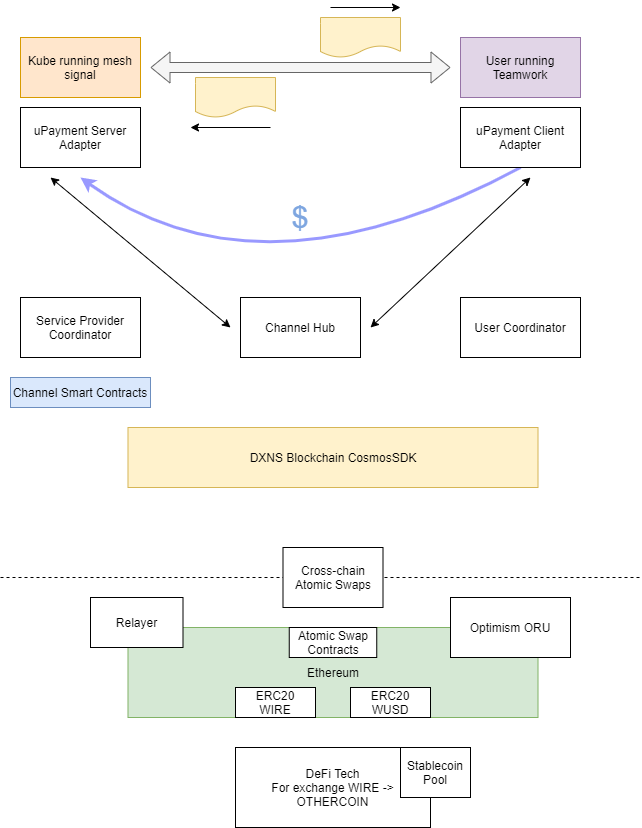 Kube running mesh
signal
User running
Teamwork
uPayment Server
Adapter
uPayment Client
Adapter
$
Service Provider
Coordinator
Channel Hub
User Coordinator
Channel Smart Contracts
DXNS Blockchain CosmosSDK
Cross-chain
Atomic Swaps
Relayer
Optimism ORU
Atomic Swap
Contracts
Ethereum
ERC20
WIRE
ERC20
WUSD
Stablecoin
Pool
DeFi Tech
For exchange WIRE ->
OTHERCOIN